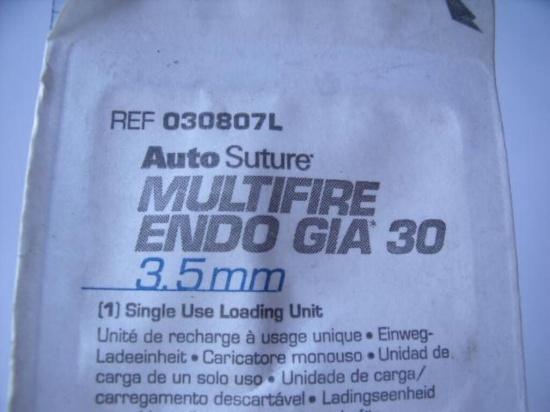 REF 030807L
Auto Suture
MULTIFIRE
ENDO GIA* 30
3.5mm
(1) Single Use Loading Unit
Unité de recharge à usage unique • Einweg-
Ladeeinheit • Caricatore monouso • Unidad de
carga de un solo uso • Unidade de carga/
carregamento descartável • Ladingseenheid